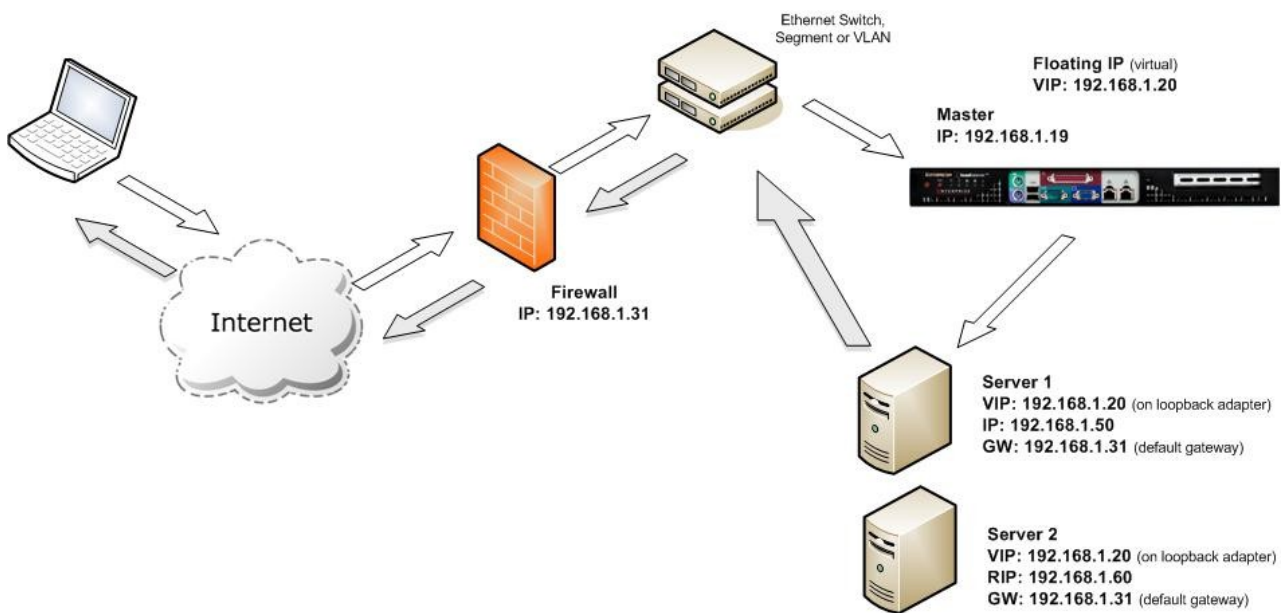 Ethernet Switch,
Segment or VLAN
Floating IP (virtual)
VIP: 192.168.1.20
Master
IP: 192.168.1.19
Firewall
IP: 192.168.1.31
Internet
Server 1
VIP: 192.168.1.20 (on loopback adapter)
IP: 192.168.1.50
GW: 192.168.1.31 (default gateway)
Server 2
VIP: 192.168.1.20 (on loopback adapter)
RIP: 192.168.1.60
GW: 192.168.1.31 (default gateway)